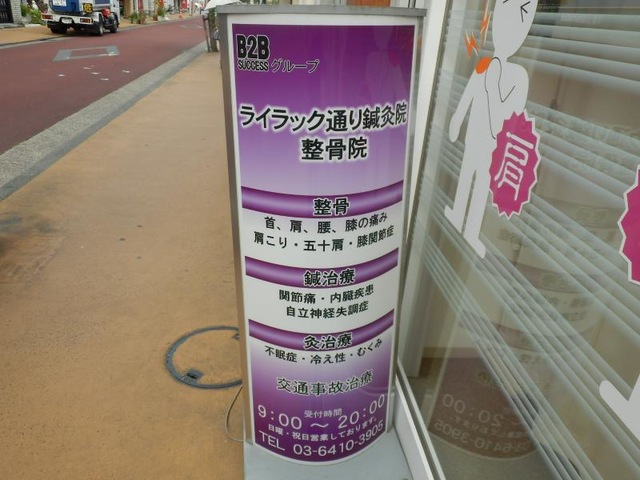 B2B
SUCCESS グループ
ライラック通り鍼灸院
整骨院
整骨
首、肩、腰、膝の痛み
肩こり・五十肩・膝関節症
鍼治療
関節痛・内臓疾患
自立神経失調症
灸治療
不眠症・冷え性・むくみ
交通事故治療
受付時間
9:00 ~ 20:00
日曜・祝日営業しております。
TEL 03-6410-3905
肩